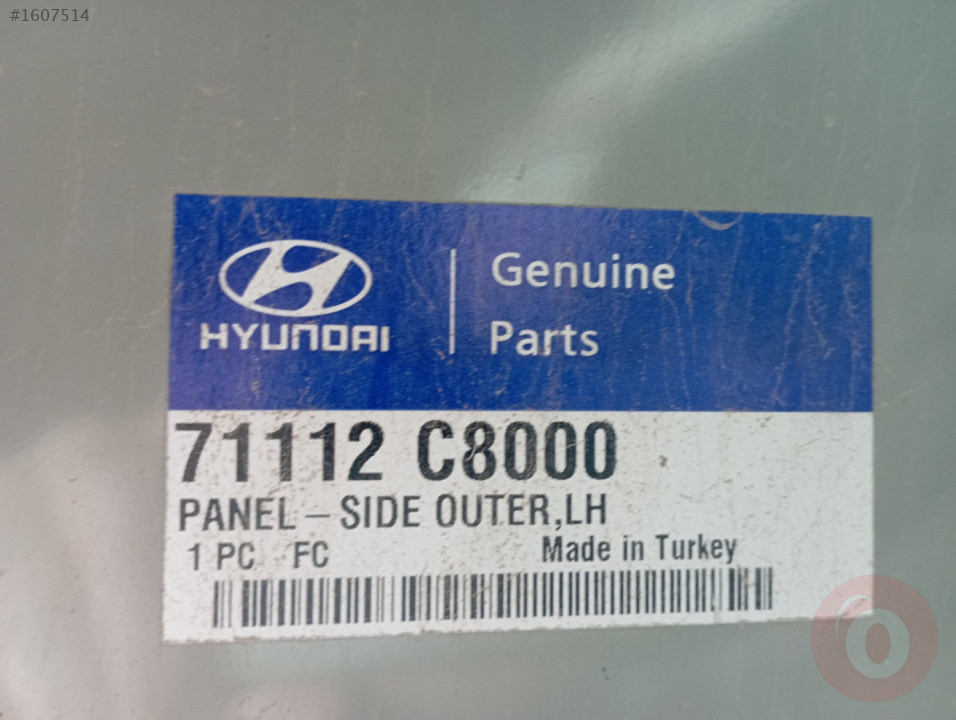 #1607514
HYUNDAI
Genuine
Parts
71112 C8000
PANEL – SIDE OUTER,LH
1 PC FC Made in Turkey